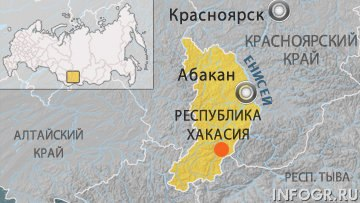 Красноярск
КРАСНОЯРСКИЙ
КРАЙ
Абакан
ЕНИСЕЙ
РЕСПУБЛИКА
ХАКАСИЯ
АЛТАЙСКИЙ
КРАЙ
РЕСП. ТЫВА
INFOGR.RU